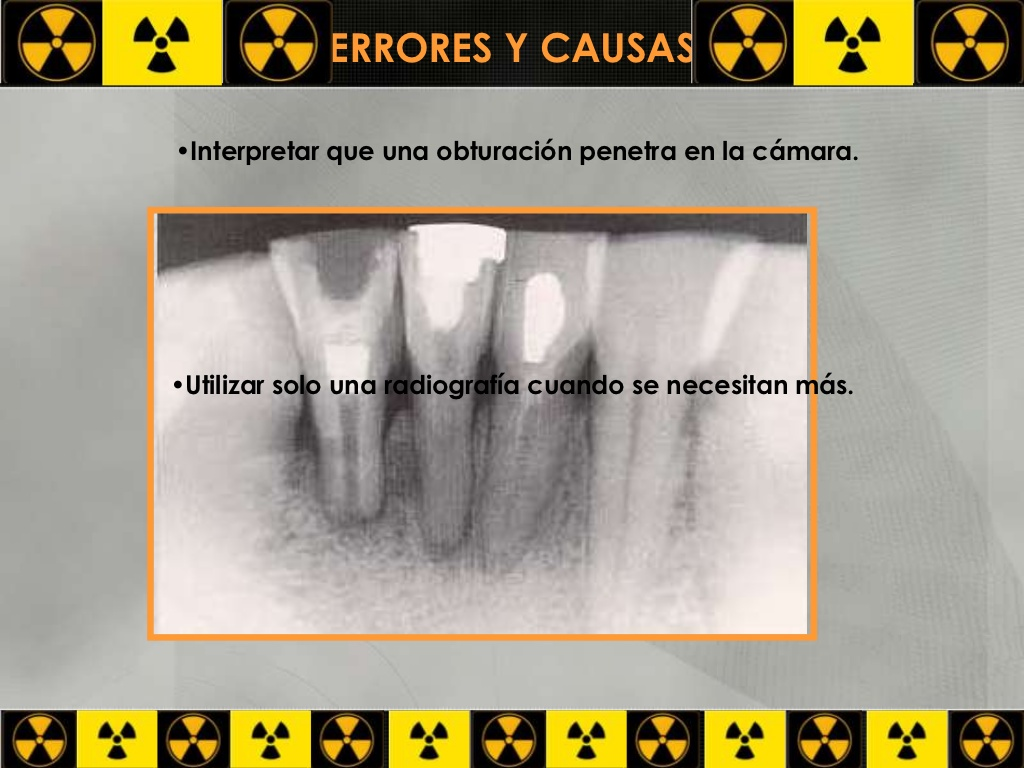 ERRORES Y CAUSAS
•Interpretar que una obturación penetra en la cámara.
•Utilizar solo una radiografía cuando se necesitan más.